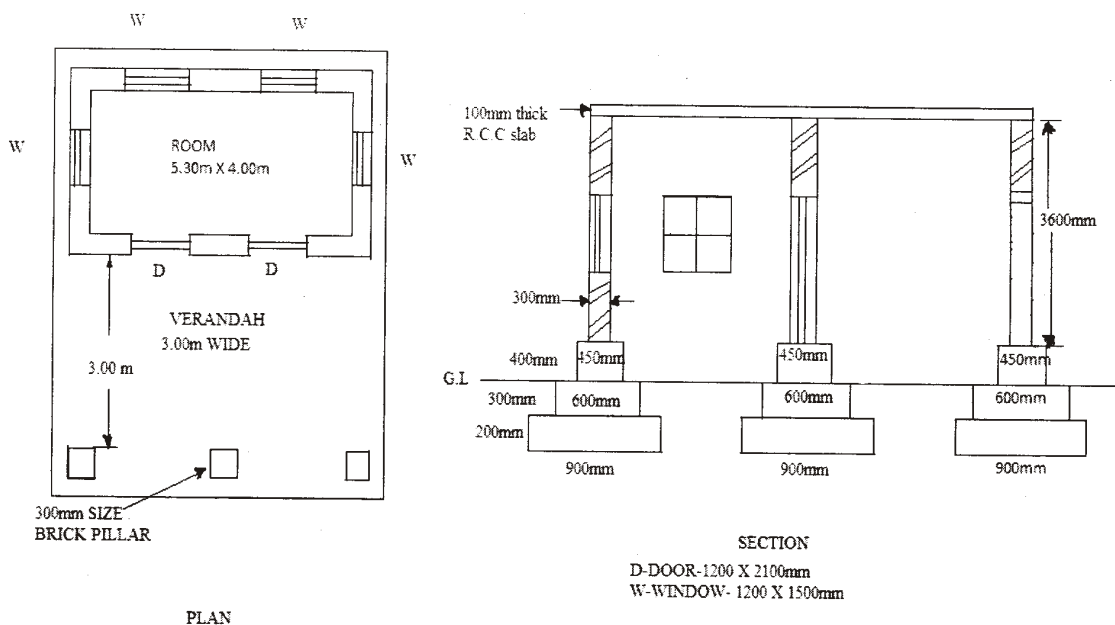 W
W
W
W
ROOM
5.30m X 4.00m
D
D
VERANDAH
3.00m WIDE
3.00 m
300mm SIZE
BRICK PILLAR
PLAN
100mm thick
R C C slab
3600mm
300mm
400mm
450mm
450mm
450mm
G.L
300mm
600mm
600mm
600mm
200mm
900mm
900mm
900mm
SECTION
D-DOOR-1200 X 2100mm
W-WINDOW- 1200 X 1500mm